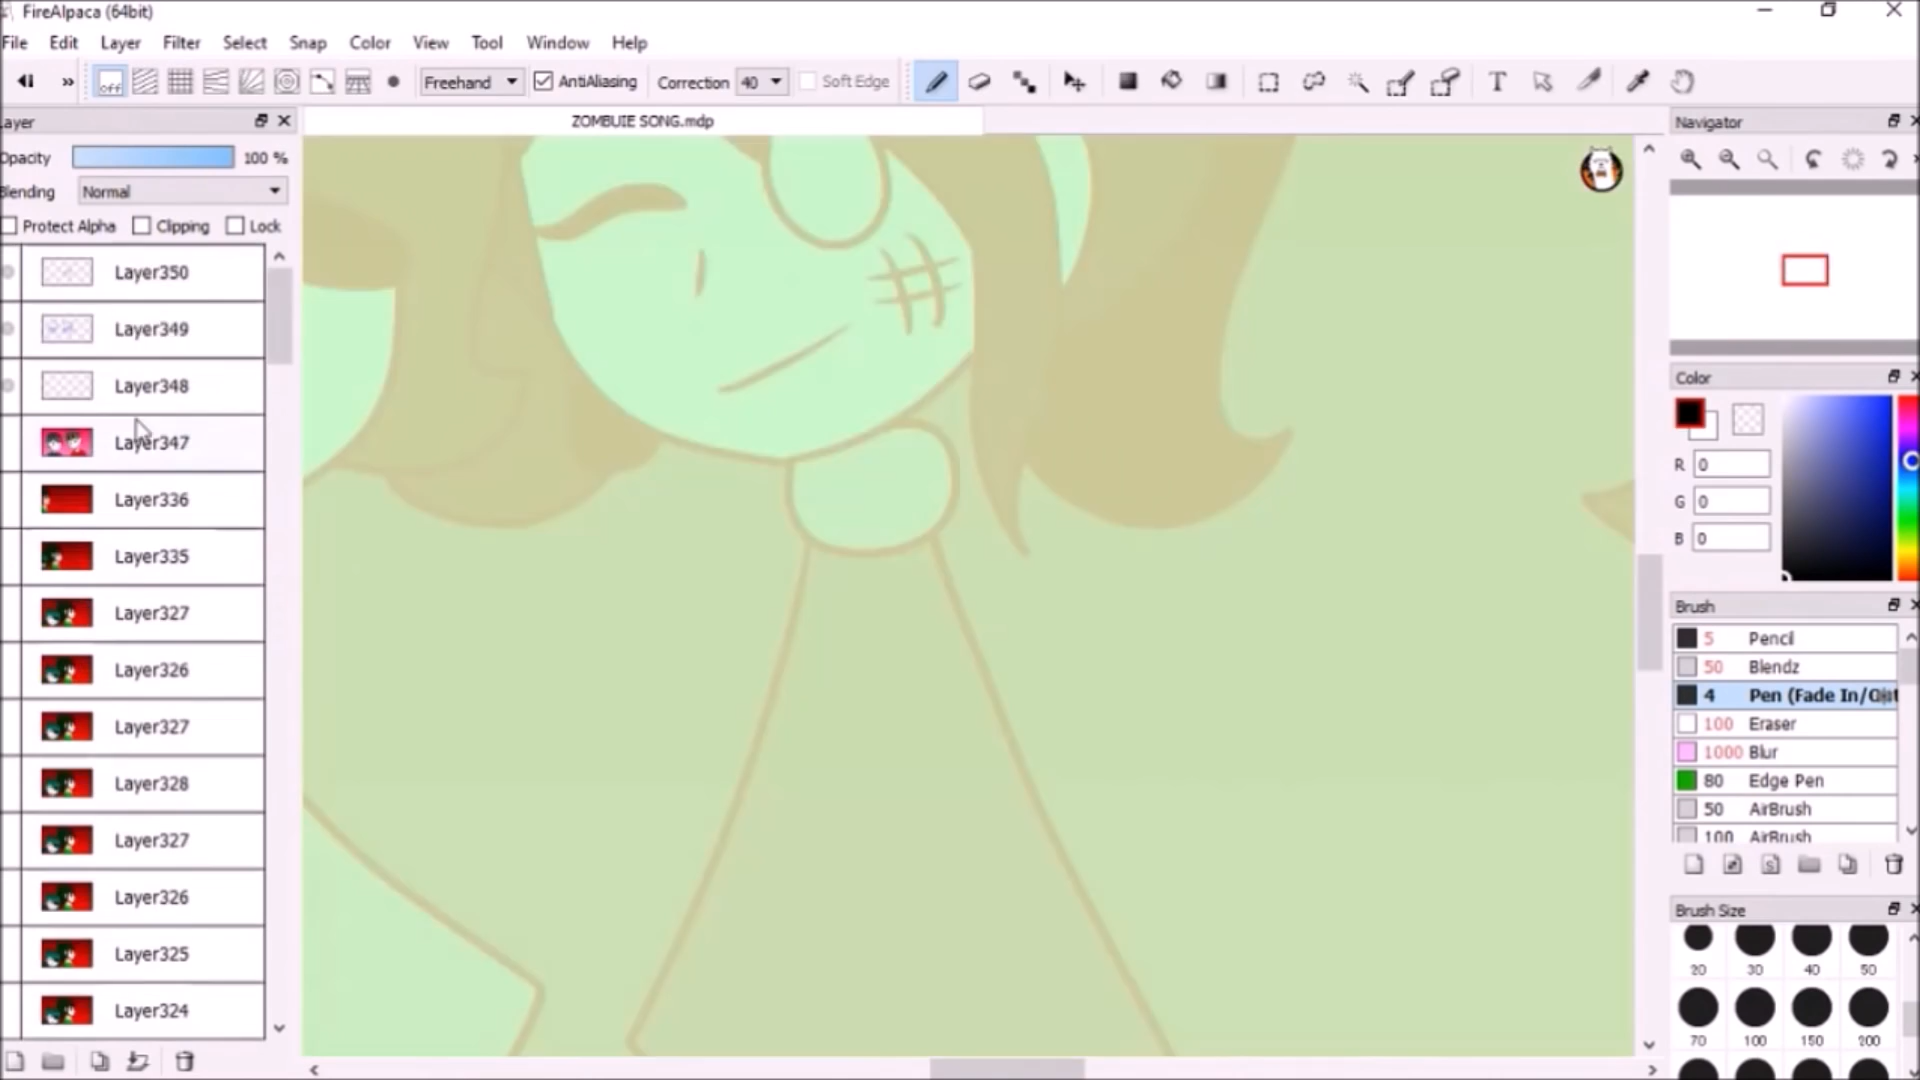 FireAlpaca (64bit)
File Edit Layer Filter Select Snap Color View Tool Window Help
off Freehand AntiAliasing Correction 40 Soft Edge T
Layer ZOMBUIE SONG.mdp Navigator
Opacity 100 %
Blending Normal
Protect Alpha Clipping Lock
Layer350
Layer349
Layer348
Layer347
Layer336
Layer335
Layer327
Layer326
Layer327
Layer328
Layer327
Layer326
Layer325
Layer324
Color
R 0
G 0
B 0
Brush
5 Pencil
50 Blendz
4 Pen (Fade In/Out
100 Eraser
1000 Blur
80 Edge Pen
50 AirBrush
100 AirBrush
Brush Size
20 30 40 50
70 100 150 200